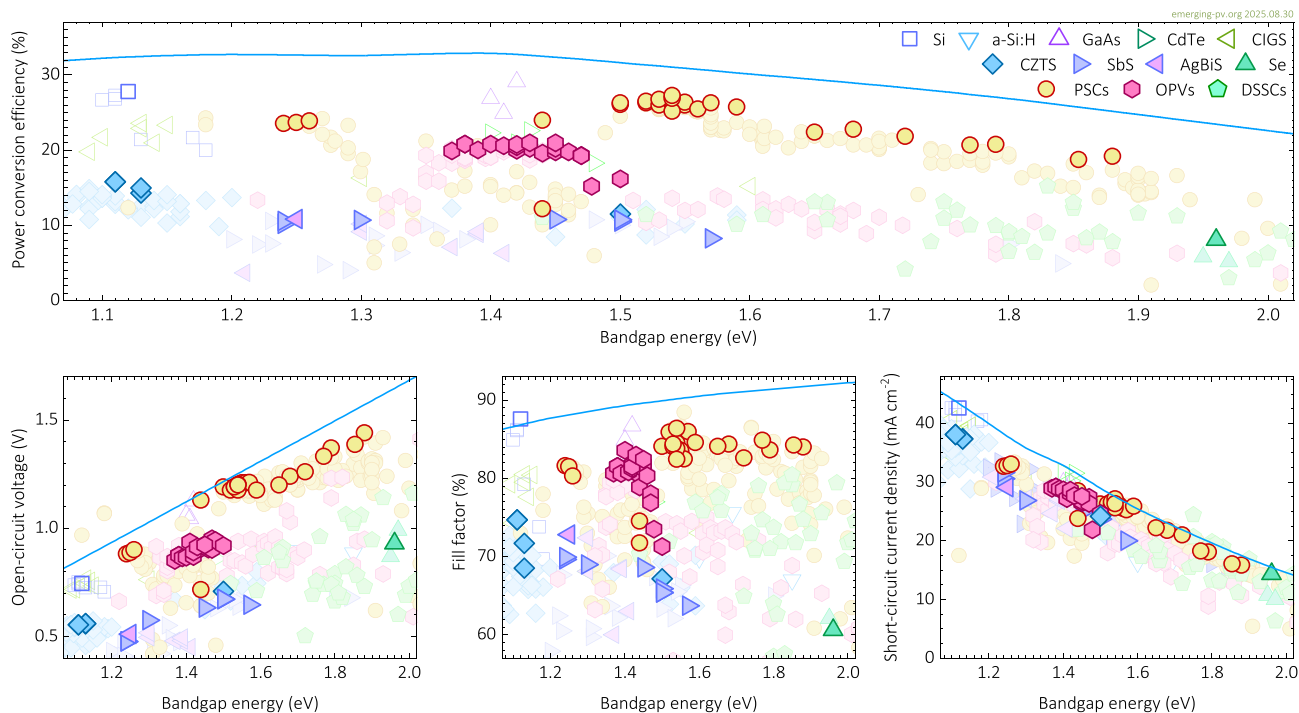 emerging-pv.org 2025.08.30
Si a-Si:H GaAs CdTe CIGS
CZTS SbS AgBiS Se
PSCs OPVs DSSCs
Power conversion efficiency (%)
30
20
10
0
1.1 1.2 1.3 1.4 1.5 1.6 1.7 1.8 1.9 2.0
Bandgap energy (eV)
Open-circuit voltage (V)
1.5
1.0
0.5
1.2 1.4 1.6 1.8 2.0
Bandgap energy (eV)
Fill factor (%)
90
80
70
60
1.2 1.4 1.6 1.8 2.0
Bandgap energy (eV)
Short-circuit current density (mA cm⁻²)
40
30
20
10
0
1.2 1.4 1.6 1.8 2.0
Bandgap energy (eV)